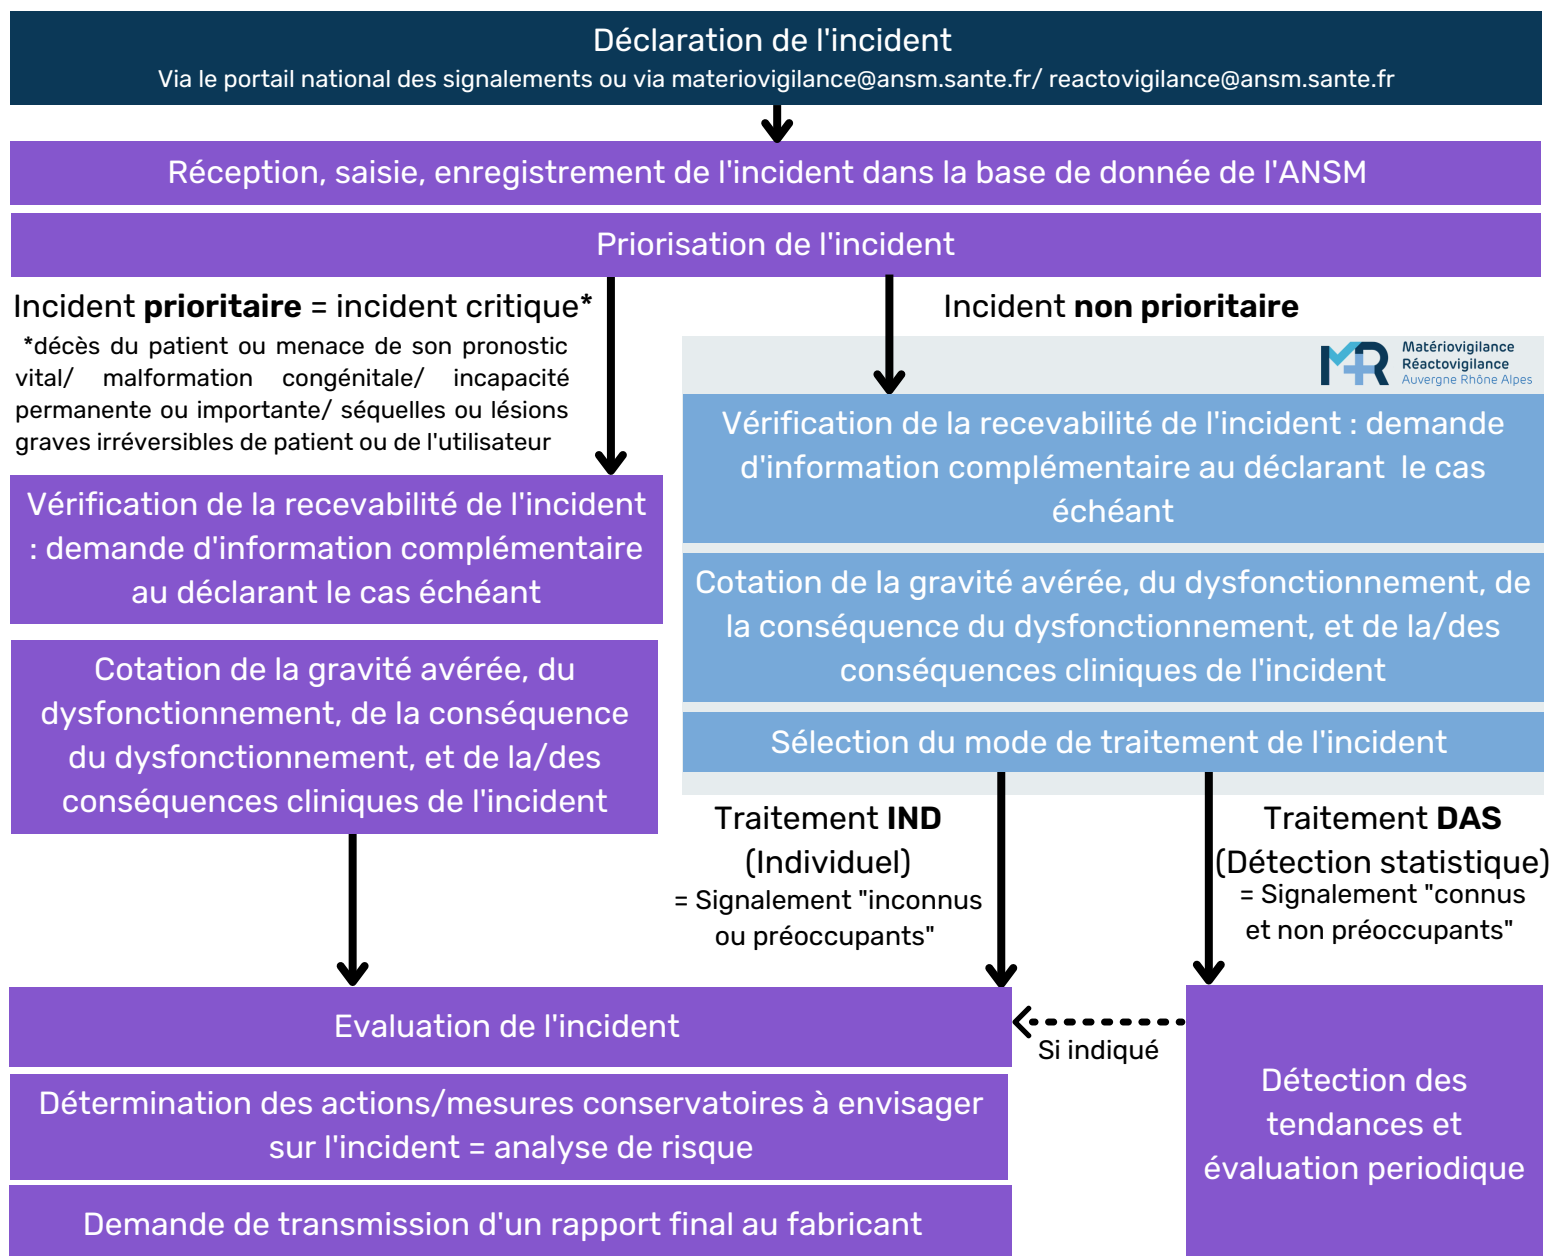 Déclaration de l'incident
Via le portail national des signalements ou via materiovigilance@ansm.sante.fr/ reactovigilance@ansm.sante.fr
Réception, saisie, enregistrement de l'incident dans la base de donnée de l'ANSM
Priorisation de l'incident
Incident prioritaire = incident critique*
*décès du patient ou menace de son pronostic
vital/ malformation congénitale/ incapacité
permanente ou importante/ séquelles ou lésions
graves irréversibles de patient ou de l'utilisateur
Vérification de la recevabilité de l'incident
: demande d'information complémentaire
au déclarant le cas échéant
Cotation de la gravité avérée, du
dysfonctionnement, de la conséquence
du dysfonctionnement, et de la/des
conséquences cliniques de l'incident
Incident non prioritaire
MR
Matériovigilance
Réactovigilance
Auvergne Rhône Alpes
Vérification de la recevabilité de l'incident : demande
d'information complémentaire au déclarant le cas
échéant
Cotation de la gravité avérée, du dysfonctionnement, de
la conséquence du dysfonctionnement, et de la/des
conséquences cliniques de l'incident
Sélection du mode de traitement de l'incident
Traitement IND
(Individuel)
= Signalement "inconnus
ou préoccupants"
Traitement DAS
(Détection statistique)
= Signalement "connus
et non préoccupants"
Evaluation de l'incident
Si indiqué
Détermination des actions/mesures conservatoires à envisager
sur l'incident = analyse de risque
Demande de transmission d'un rapport final au fabricant
Détection des
tendances et
évaluation periodique